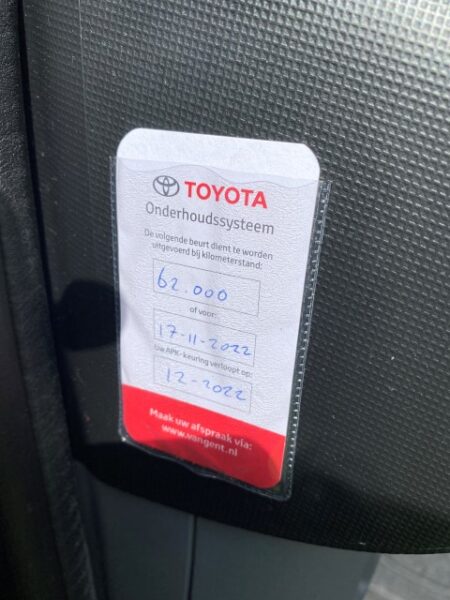 TOYOTA
Onderhoudssysteem
De volgende beurt dient te worden
uitgevoerd bij kilometerstand:
62.000
of voor:
17-11-2022
Uw APK-keuring verloopt op:
12-2022
Maak uw afspraak via:
www.vangent.nl